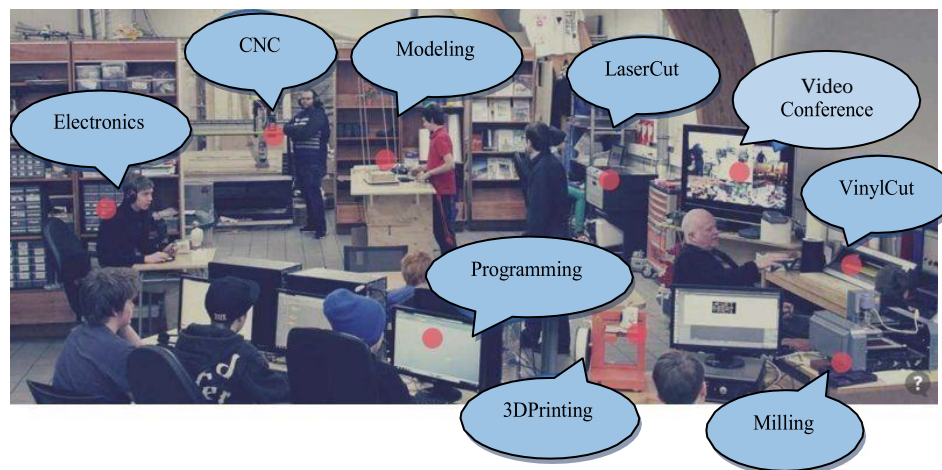 CNC
Modeling
LaserCut
Video
Conference
Electronics
VinylCut
Programming
3DPrinting
Milling
?